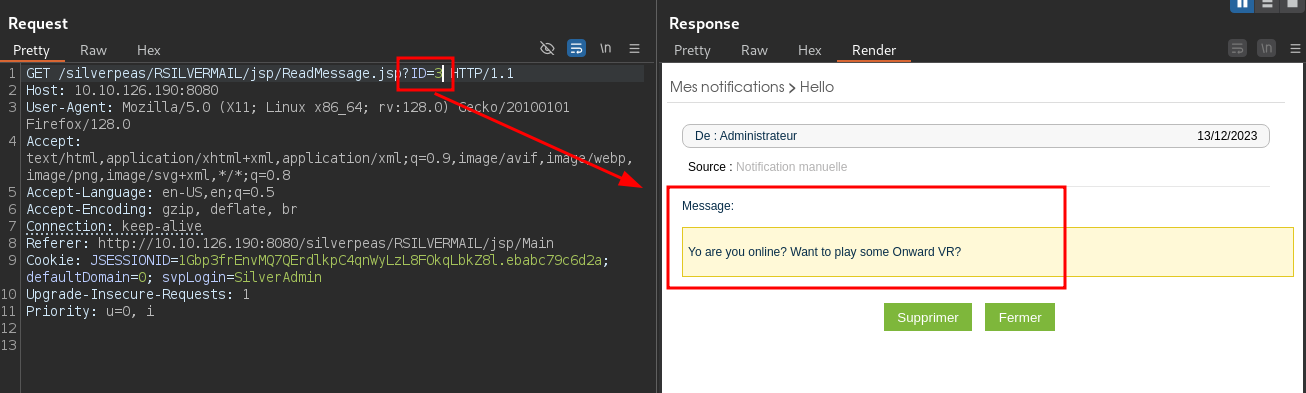 Request
Pretty Raw Hex
\n
1 GET /silverpeas/RSILVERMAIL/jsp/ReadMessage.jsp?ID=3 HTTP/1.1
2 Host: 10.10.126.190:8080
3 User-Agent: Mozilla/5.0 (X11; Linux x86_64; rv:128.0) Gecko/20100101
Firefox/128.0
4 Accept:
text/html,application/xhtml+xml,application/xml;q=0.9,image/avif,image/webp,
image/png,image/svg+xml,*/*;q=0.8
5 Accept-Language: en-US,en;q=0.5
6 Accept-Encoding: gzip, deflate, br
7 Connection: keep-alive
8 Referer: http://10.10.126.190:8080/silverpeas/RSILVERMAIL/jsp/Main
9 Cookie: JSESSIONID=1Gbp3frEnvMQ7QErdlkpC4qnWyLzL8F0kqLbkZ8l.ebabc79c6d2a;
defaultDomain=0; svpLogin=SilverAdmin
10 Upgrade-Insecure-Requests: 1
11 Priority: u=0, i
12
13
Response
Pretty Raw Hex Render
\n
Mes notifications > Hello
De : Administrateur 13/12/2023
Source : Notification manuelle
Message:
Yo are you online? Want to play some Onward VR?
Supprimer Fermer